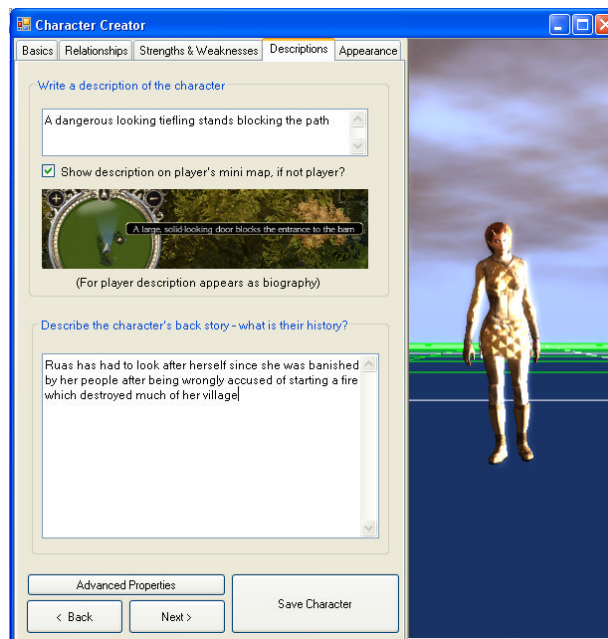 Character Creator
Basics Relationships Strengths & Weaknesses Descriptions Appearance
Write a description of the character
A dangerous looking tiefling stands blocking the path
Show description on player's mini map, if not player?
A large, solid-looking door blocks the entrance to the barn
(For player description appears as biography)
Describe the character's back story - what is their history?
Ruas has had to look after herself since she was banished
by her people after being wrongly accused of starting a fire
which destroyed much of her village
Advanced Properties
< Back
Next >
Save Character